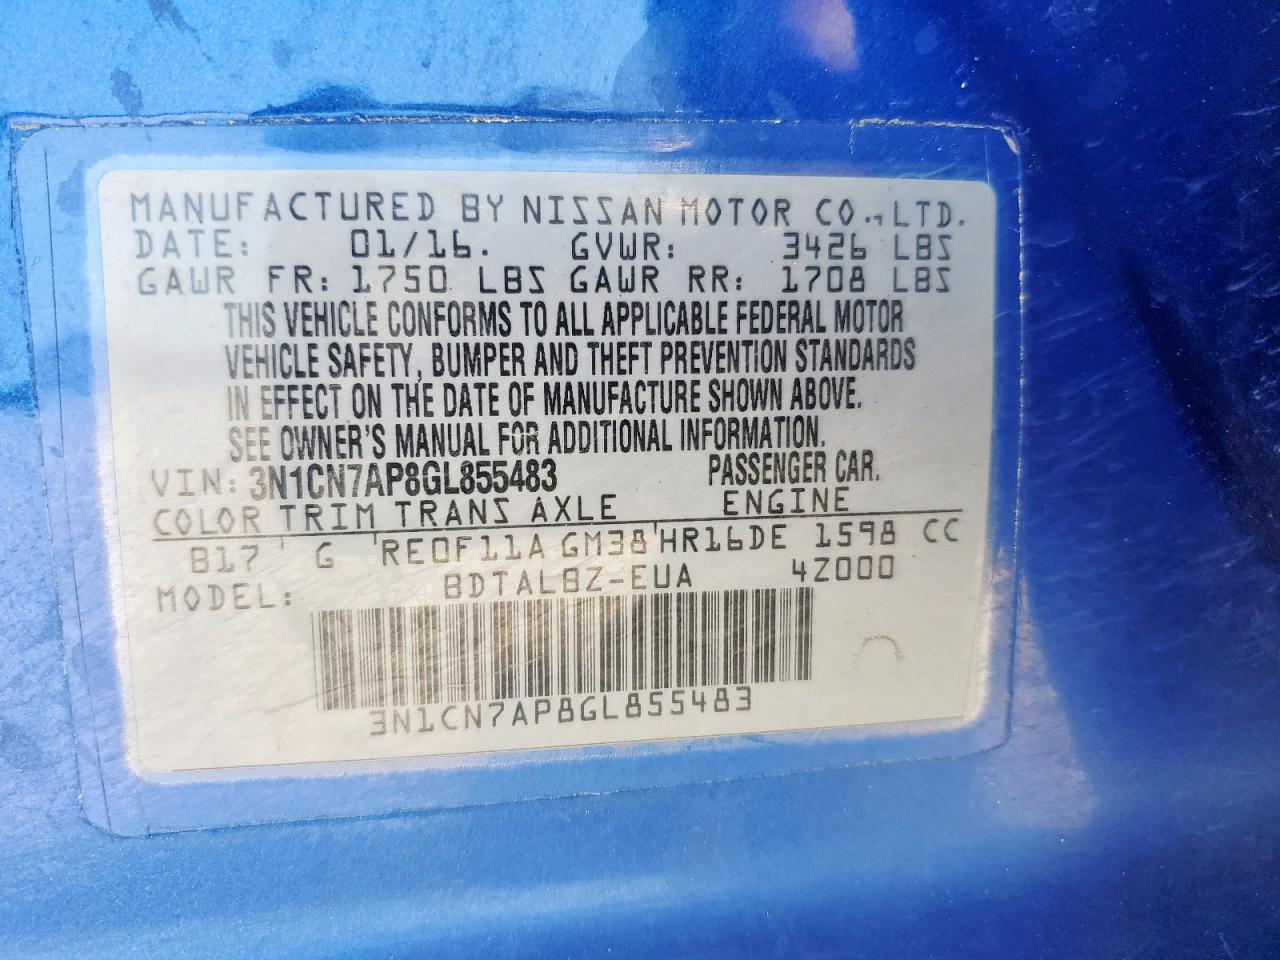 MANUFACTURED BY NISSAN MOTOR CO., LTD.
DATE: 01/16. GVWR: 3426 LBS
GAWR FR: 1750 LBS GAWR RR: 1708 LBS
THIS VEHICLE CONFORMS TO ALL APPLICABLE FEDERAL MOTOR
VEHICLE SAFETY, BUMPER AND THEFT PREVENTION STANDARDS
IN EFFECT ON THE DATE OF MANUFACTURE SHOWN ABOVE.
SEE OWNER'S MANUAL FOR ADDITIONAL INFORMATION.
VIN: 3N1CN7AP8GL855483 PASSENGER CAR.
COLOR TRIM TRANS AXLE ENGINE
B17 ' G 'RE0F11A GM38'HR16DE 1598 CC
MODEL: BDTALBZ-EUA 4Z000
3N1CN7AP8GL855483